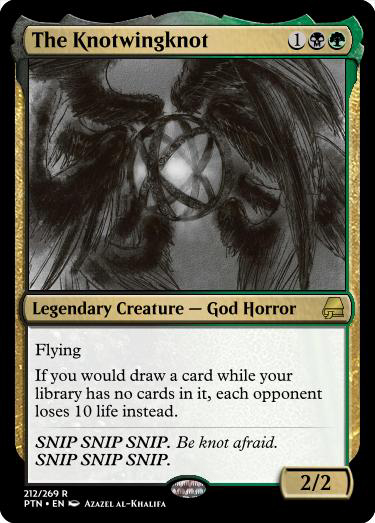 The Knotwingknot 1
Legendary Creature — God Horror
Flying
If you would draw a card while your
library has no cards in it, each opponent
loses 10 life instead.
SNIP SNIP SNIP. Be knot afraid.
SNIP SNIP SNIP.
2/2
212/269 R
PTN • EN Azazel al-Khalifa